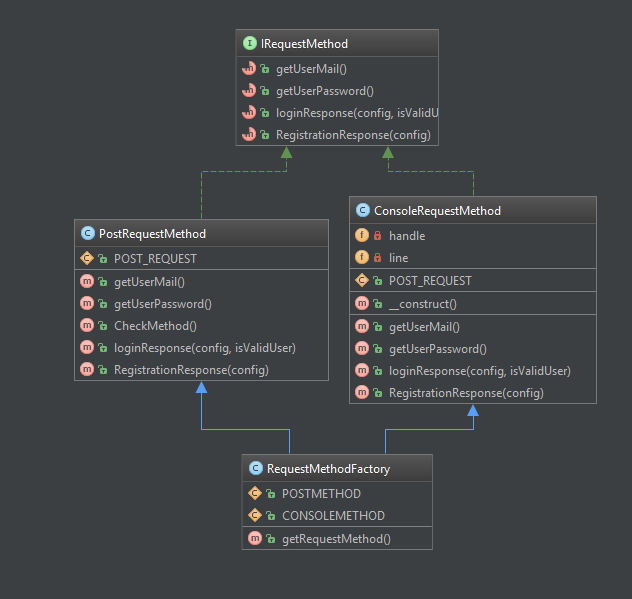 I IRequestMethod
m getUserMail()
m getUserPassword()
m loginResponse(config, isValidU
m RegistrationResponse(config)
C PostRequestMethod
C POST_REQUEST
m getUserMail()
m getUserPassword()
m CheckMethod()
m loginResponse(config, isValidUser)
m RegistrationResponse(config)
C ConsoleRequestMethod
f handle
f line
C POST_REQUEST
m __construct()
m getUserMail()
m getUserPassword()
m loginResponse(config, isValidUser)
m RegistrationResponse(config)
C RequestMethodFactory
C POSTMETHOD
C CONSOLEMETHOD
m getRequestMethod()